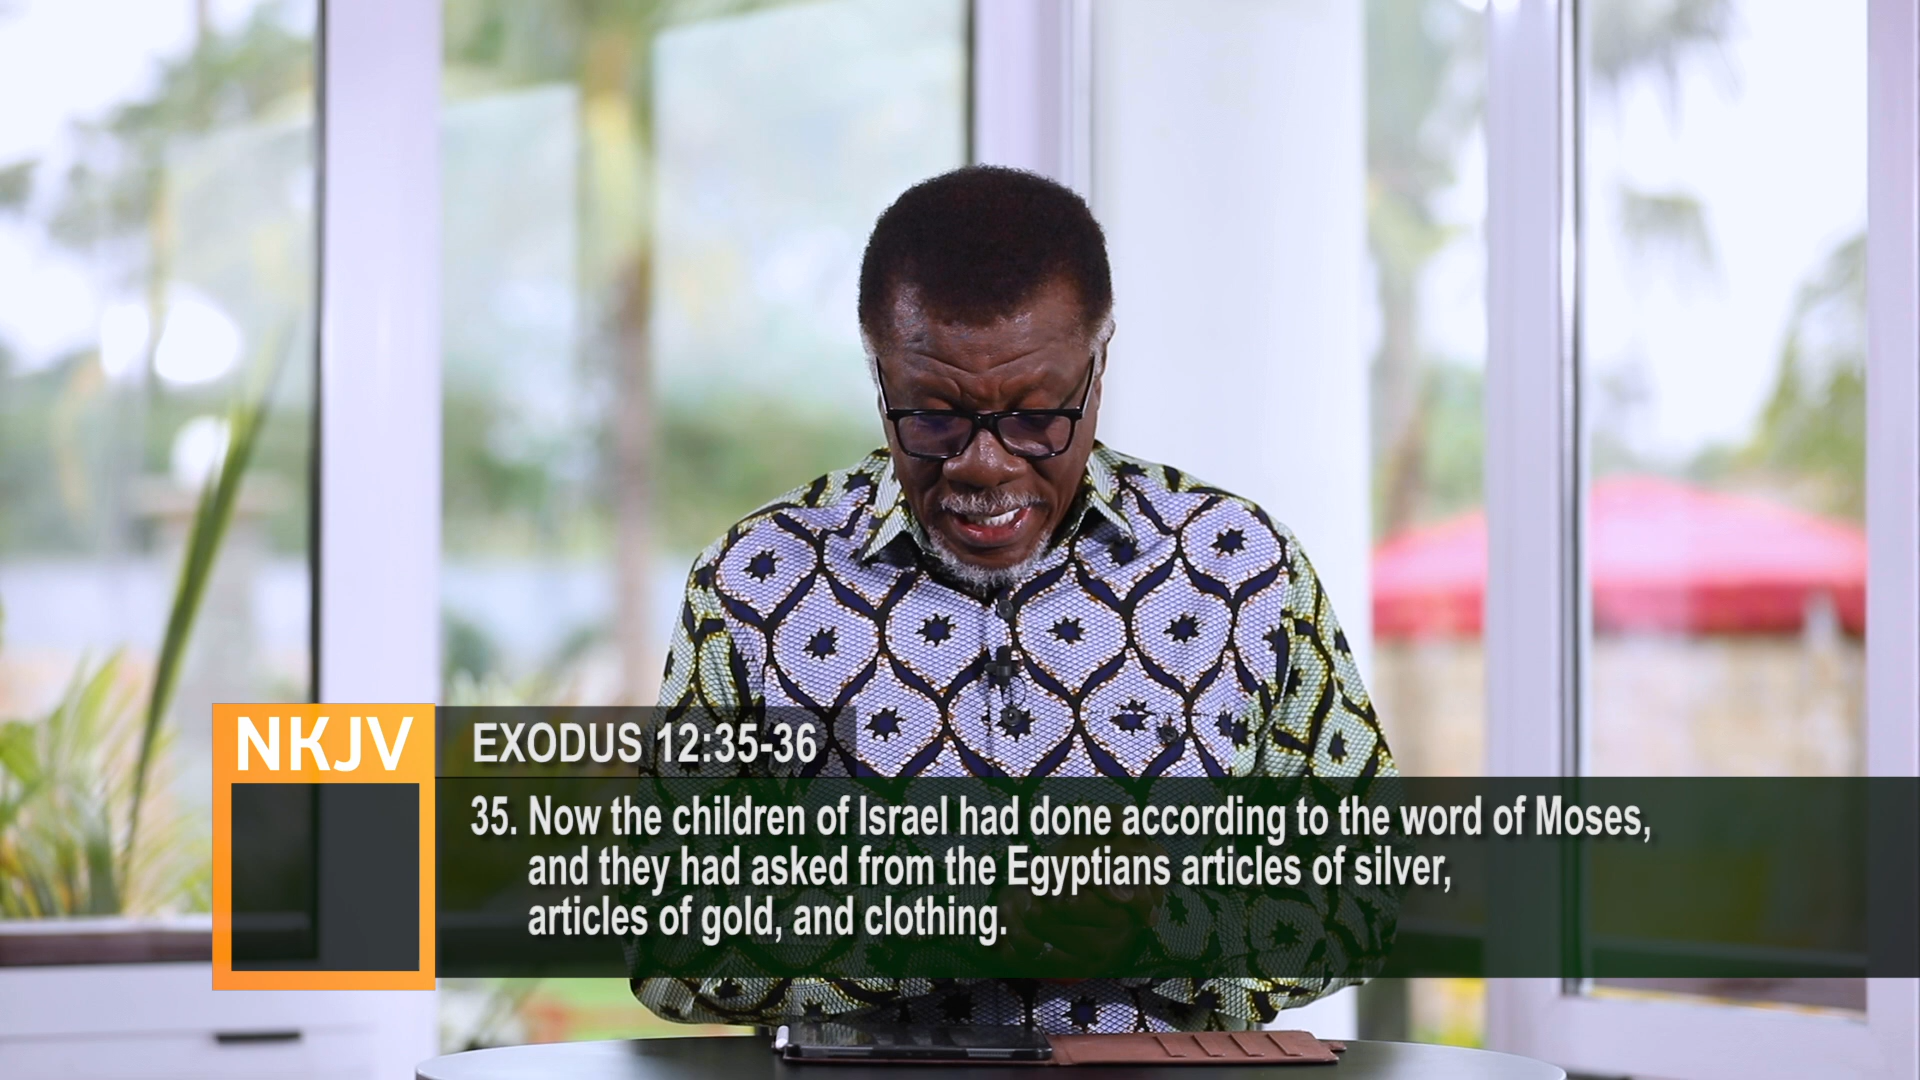 NKJV
EXODUS 12:35-36
35. Now the children of Israel had done according to the word of Moses,
and they had asked from the Egyptians articles of silver,
articles of gold, and clothing.